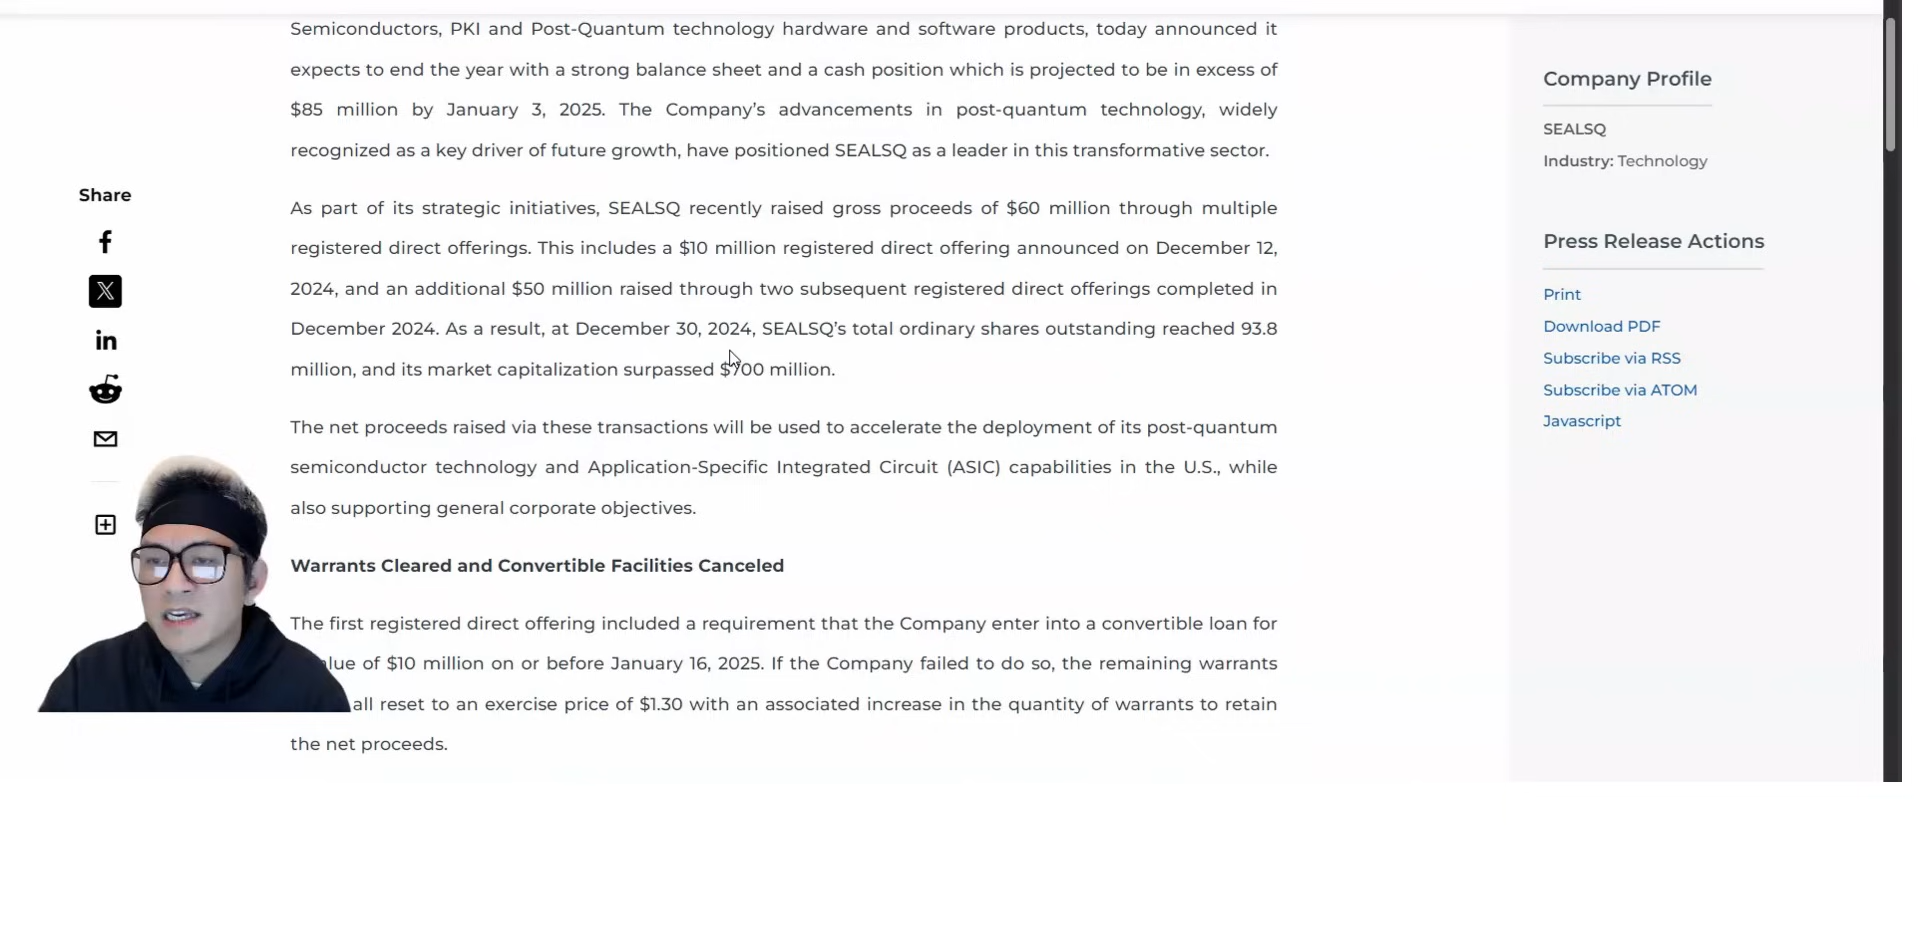 Semiconductors, PKI and Post-Quantum technology hardware and software products, today announced it
expects to end the year with a strong balance sheet and a cash position which is projected to be in excess of
$85 million by January 3, 2025. The Company’s advancements in post-quantum technology, widely
recognized as a key driver of future growth, have positioned SEALSQ as a leader in this transformative sector.
Share
As part of its strategic initiatives, SEALSQ recently raised gross proceeds of $60 million through multiple
registered direct offerings. This includes a $10 million registered direct offering announced on December 12,
2024, and an additional $50 million raised through two subsequent registered direct offerings completed in
December 2024. As a result, at December 30, 2024, SEALSQ’s total ordinary shares outstanding reached 93.8
million, and its market capitalization surpassed $700 million.
The net proceeds raised via these transactions will be used to accelerate the deployment of its post-quantum
semiconductor technology and Application-Specific Integrated Circuit (ASIC) capabilities in the U.S., while
also supporting general corporate objectives.
Warrants Cleared and Convertible Facilities Canceled
The first registered direct offering included a requirement that the Company enter into a convertible loan for
of $10 million on or before January 16, 2025. If the Company failed to do so, the remaining warrants
all reset to an exercise price of $1.30 with an associated increase in the quantity of warrants to retain
the net proceeds.
Company Profile
SEALSQ
Industry: Technology
Press Release Actions
Print
Download PDF
Subscribe via RSS
Subscribe via ATOM
Javascript